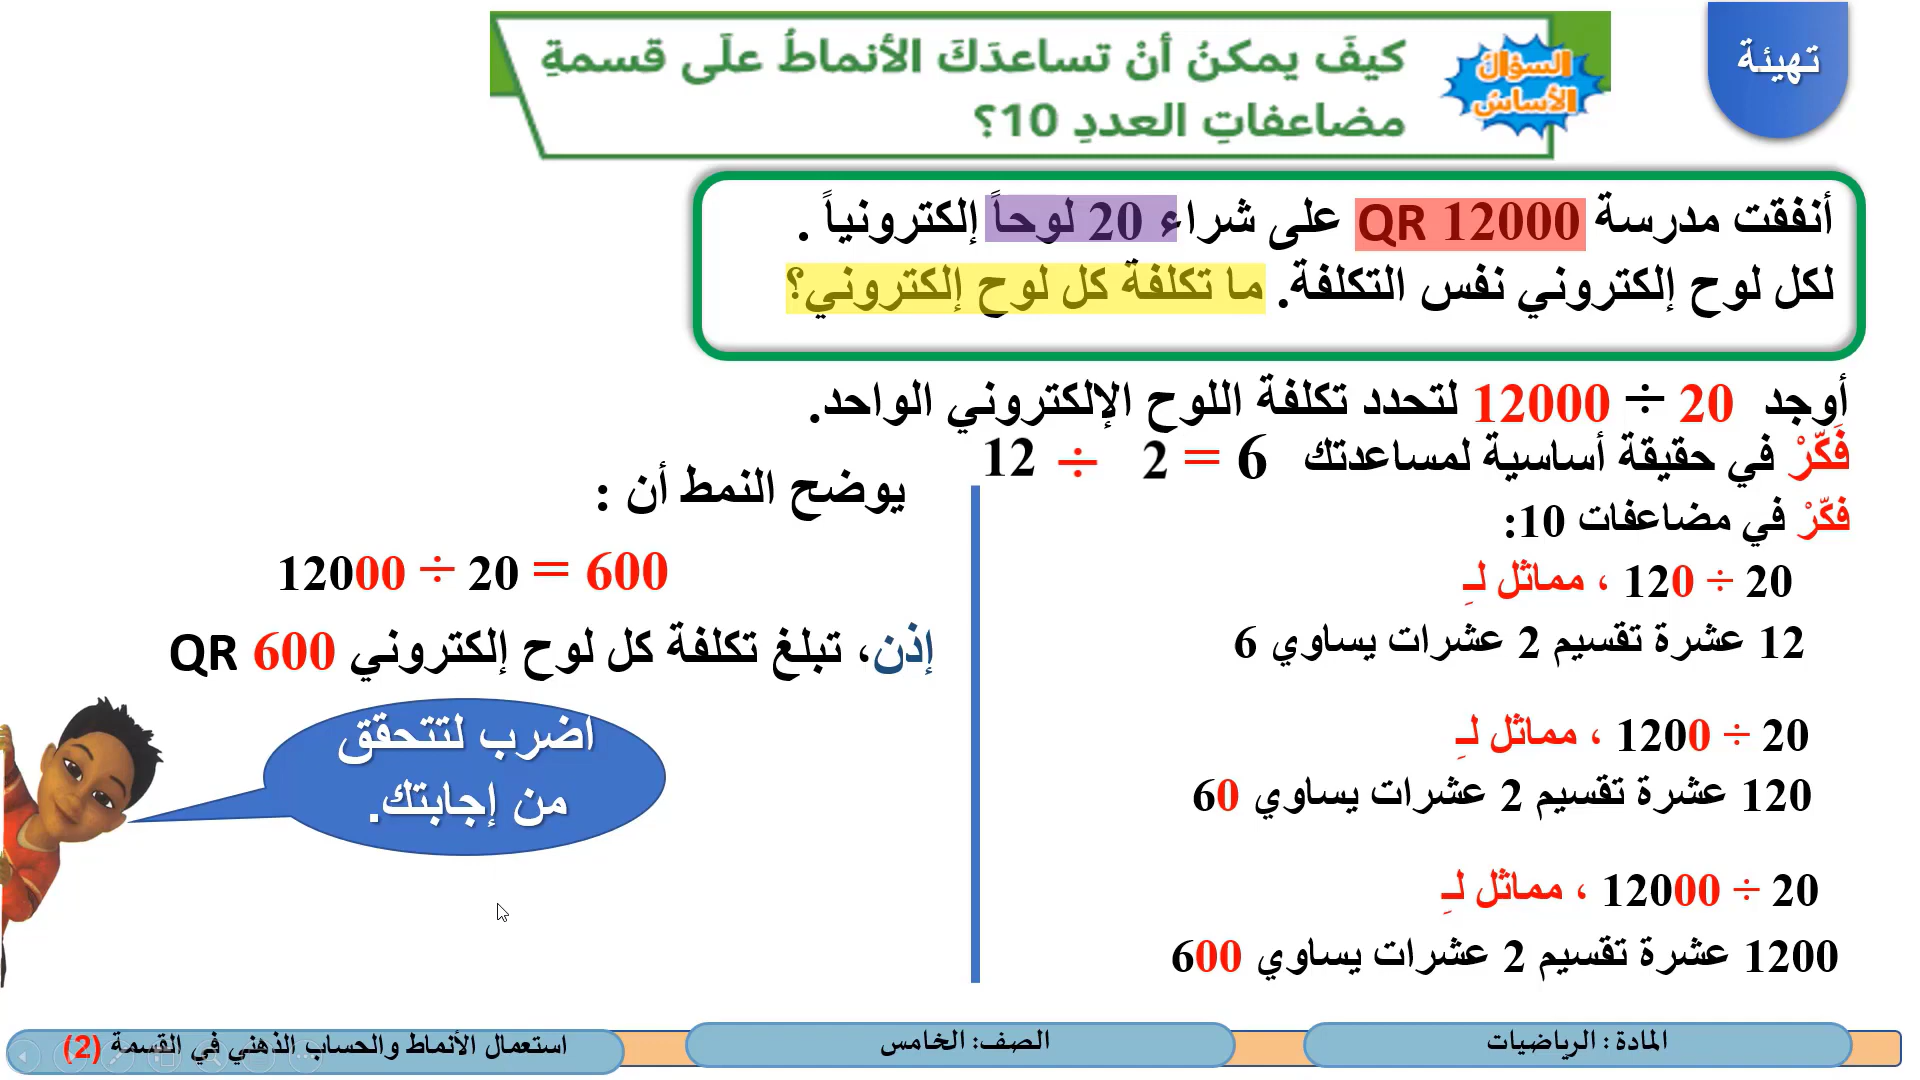 تهيئة
السؤال الأساس
كيفَ يمكنُ أنْ تساعدَكَ الأنماطُ علَى قسمةِ
مضاعفاتِ العددِ 10؟
أنفقت مدرسة QR 12000 على شراء 20 لوحاً إلكترونياً .
لكل لوح إلكتروني نفس التكلفة. ما تكلفة كل لوح إلكتروني؟
أوجد 12000 ÷ 20 لتحدد تكلفة اللوح الإلكتروني الواحد.
فَكّرْ في حقيقة أساسية لمساعدتك 12 ÷ 2 = 6
فكّرْ في مضاعفات 10:
120 ÷ 20 ، مماثل لـِ
12 عشرة تقسيم 2 عشرات يساوي 6
1200 ÷ 20 ، مماثل لـِ
120 عشرة تقسيم 2 عشرات يساوي 60
12000 ÷ 20 ، مماثل لـِ
1200 عشرة تقسيم 2 عشرات يساوي 600
يوضح النمط أن :
12000 ÷ 20 = 600
إذن، تبلغ تكلفة كل لوح إلكتروني QR 600
اضرب لتتحقق
من إجابتك.
المادة : الرياضيات
الصف: الخامس
استعمال الأنماط والحساب الذهني في القسمة (2)